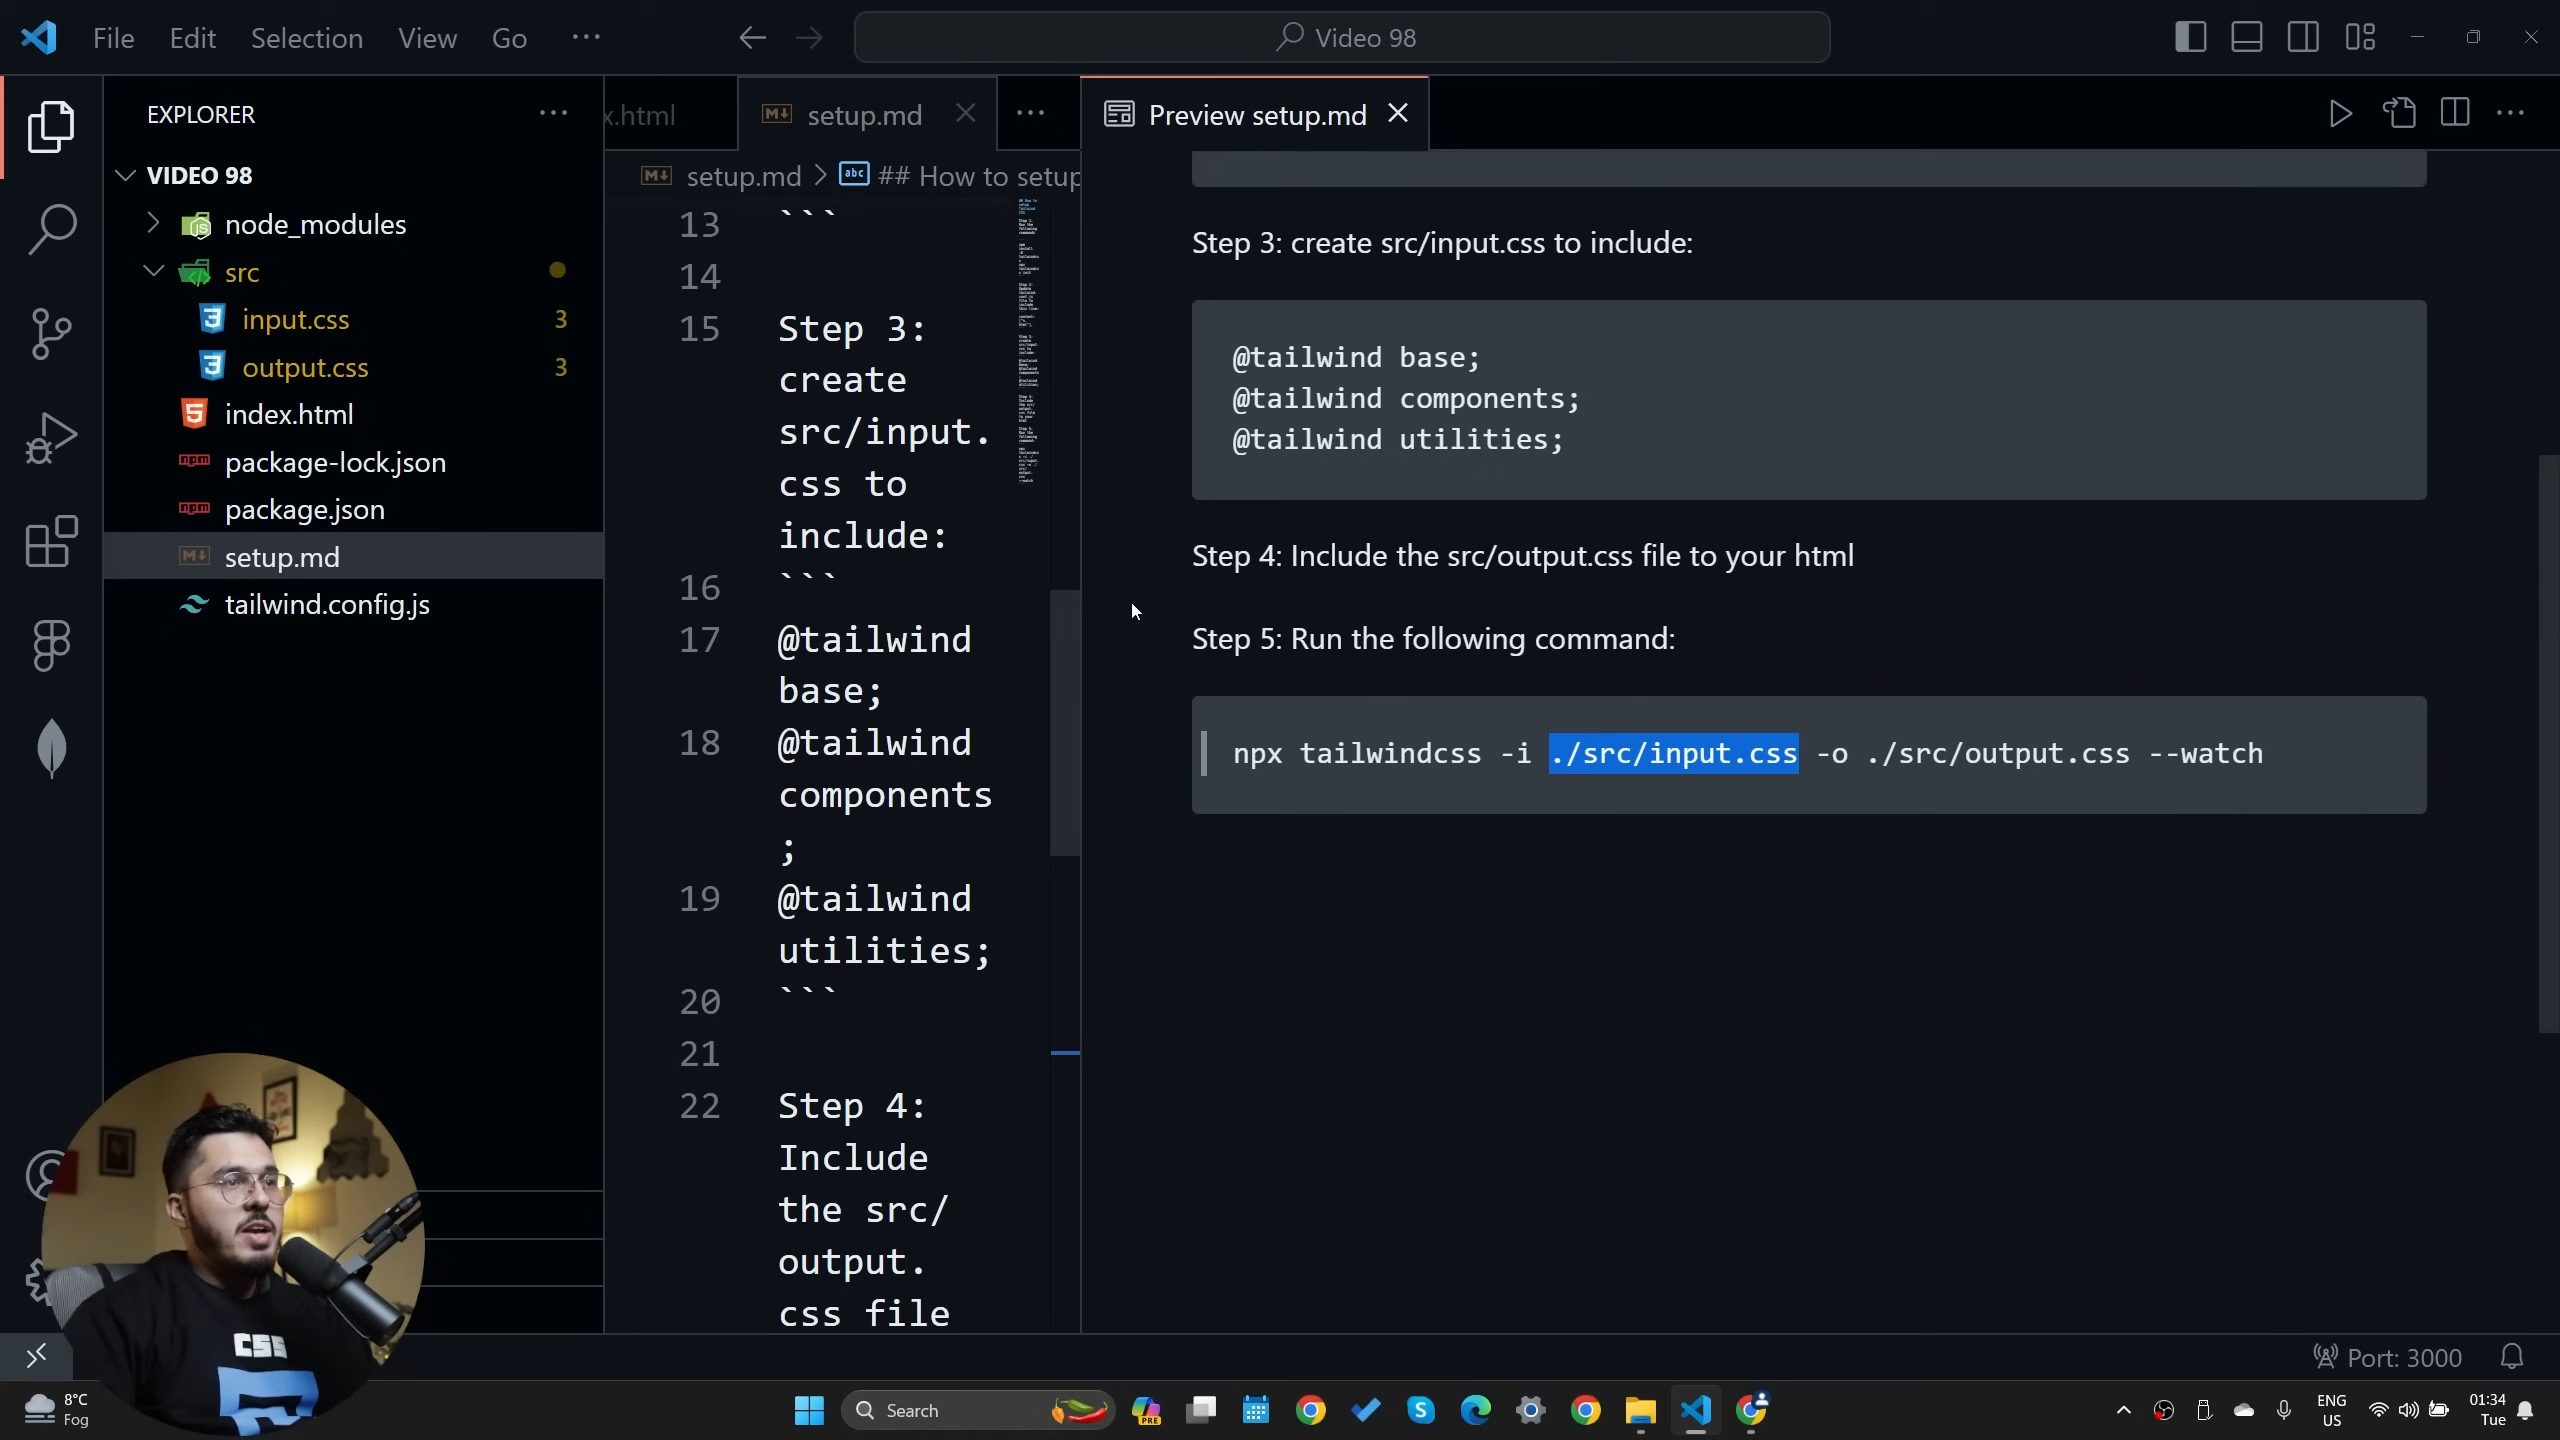 File Edit Selection View Go ···
Video 98
EXPLORER
VIDEO 98
node_modules
src
input.css 3
output.css 3
index.html
package-lock.json
package.json
setup.md
tailwind.config.js
x.html
setup.md
setup.md > ## How to setup
13 ```
14
15 Step 3:
create
src/input.
css to
include:
16 ```
17 @tailwind
base;
18 @tailwind
components
;
19 @tailwind
utilities;
20 ```
21
22 Step 4:
Include
the src/
output.
css file
Preview setup.md
Step 3: create src/input.css to include:
@tailwind base;
@tailwind components;
@tailwind utilities;
Step 4: Include the src/output.css file to your html
Step 5: Run the following command:
npx tailwindcss -i ./src/input.css -o ./src/output.css --watch
CSS
Port: 3000
8°C
Fog
Search
PRE
ENG
US
01:34
Tue